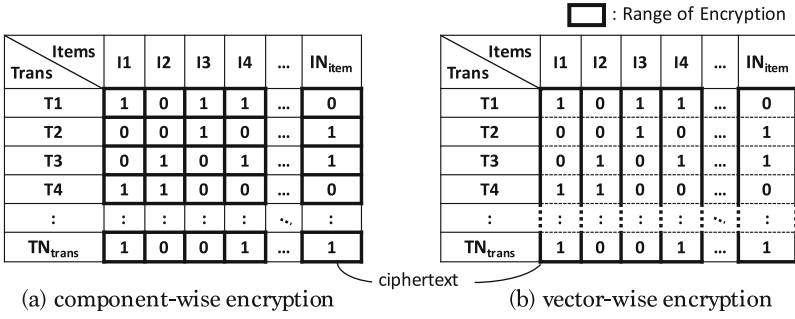 : Range of Encryption
Items
Trans
I1 I2 I3 I4 ... INitem
T1 1 0 1 1 ... 0
T2 0 0 1 0 ... 1
T3 0 1 0 1 ... 1
T4 1 1 0 0 ... 0
: : : : : ⋱ :
TNtrans 1 0 0 1 ... 1
(a) component-wise encryption
Items
Trans
I1 I2 I3 I4 ... INitem
T1 1 0 1 1 ... 0
T2 0 0 1 0 ... 1
T3 0 1 0 1 ... 1
T4 1 1 0 0 ... 0
: : : : : ⋱ :
TNtrans 1 0 0 1 ... 1
ciphertext
(b) vector-wise encryption